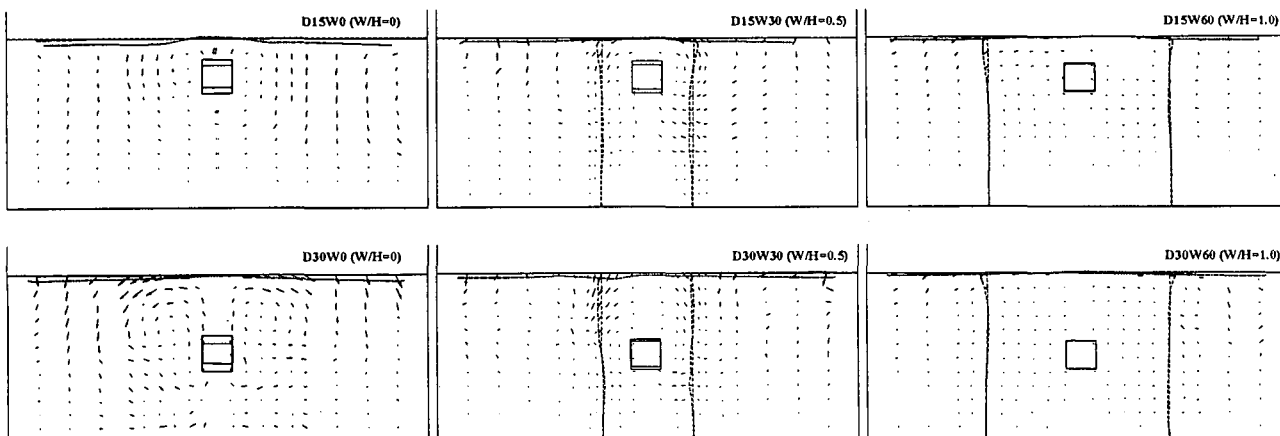 D15W0 (W/H=0)
D15W30 (W/H=0.5)
D15W60 (W/H=1.0)
D30W0 (W/H=0)
D30W30 (W/H=0.5)
D30W60 (W/H=1.0)